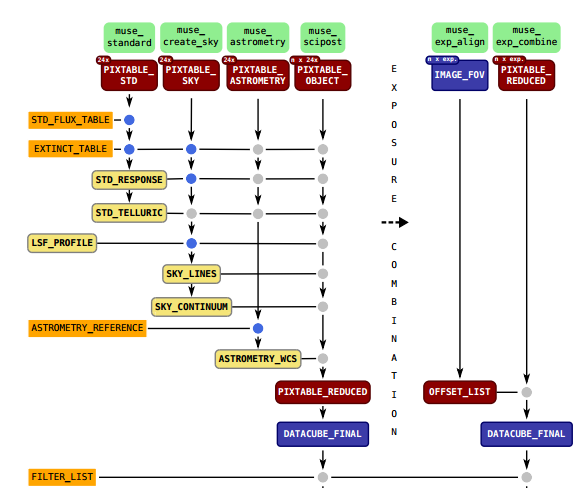 muse_ muse_ muse_ muse_ muse_ muse_
standard create_sky astrometry scipost exp_align exp_combine
24x 24x 24x n x 24x n x exp. n x exp.
PIXTABLE_ PIXTABLE_ PIXTABLE_ PIXTABLE_ IMAGE_FOV PIXTABLE_
STD SKY ASTROMETRY OBJECT REDUCED
EXPOSURE
COMBINATION
STD_FLUX_TABLE
EXTINCT_TABLE
STD_RESPONSE
STD_TELLURIC
LSF_PROFILE
SKY_LINES
SKY_CONTINUUM
ASTROMETRY_REFERENCE
ASTROMETRY_WCS
PIXTABLE_REDUCED OFFSET_LIST
DATACUBE_FINAL DATACUBE_FINAL
FILTER_LIST